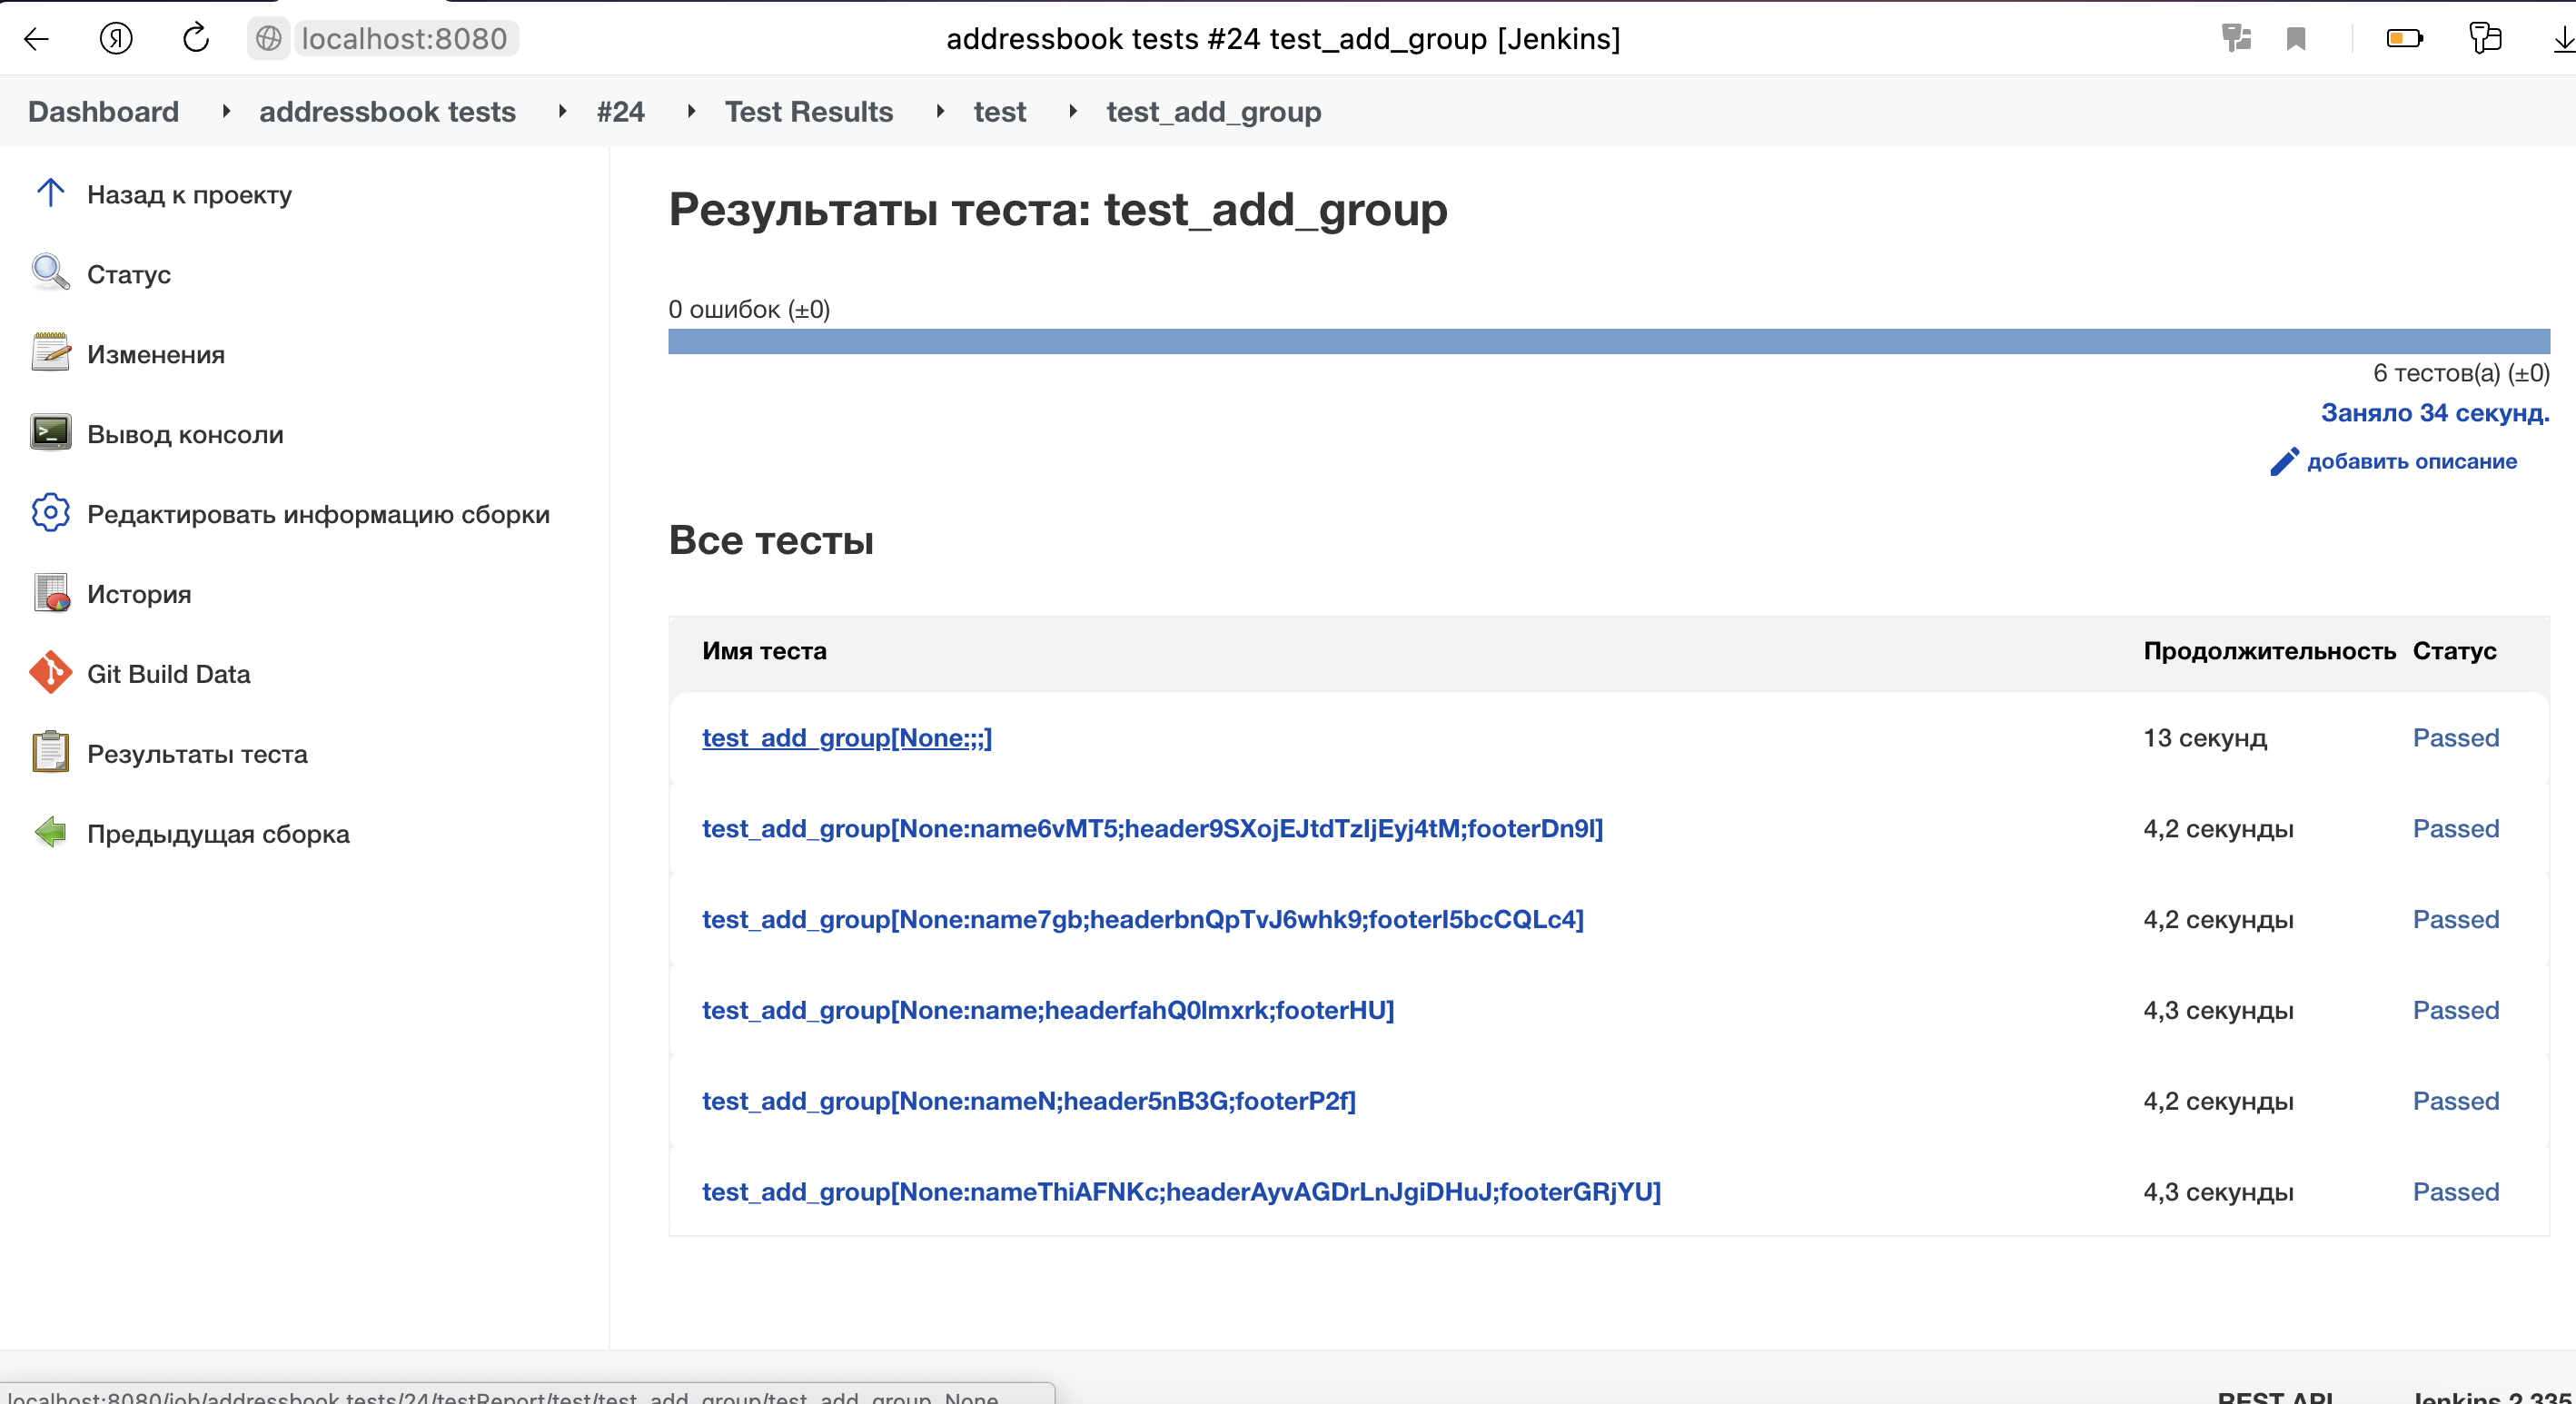 Я localhost:8080 addressbook tests #24 test_add_group [Jenkins]
Dashboard addressbook tests #24 Test Results test test_add_group
Назад к проекту
Статус
Изменения
Вывод консоли
Редактировать информацию сборки
История
Git Build Data
Результаты теста
Предыдущая сборка
Результаты теста: test_add_group
0 ошибок (±0)
6 тестов(а) (±0)
Заняло 34 секунд.
добавить описание
Все тесты
Имя теста Продолжительность Статус
test_add_group[None:;;] 13 секунд Passed
test_add_group[None:name6vMT5;header9SXojEJtdTzIjEyj4tM;footerDn9l] 4,2 секунды Passed
test_add_group[None:name7gb;headerbnQpTvJ6whk9;footerI5bcCQLc4] 4,2 секунды Passed
test_add_group[None:name;headerfahQ0lmxrk;footerHU] 4,3 секунды Passed
test_add_group[None:nameN;header5nB3G;footerP2f] 4,2 секунды Passed
test_add_group[None:nameThiAFNKc;headerAyvAGDrLnJgiDHuJ;footerGRjYU] 4,3 секунды Passed
localhost:8080/job/addressbook tests/24/testReport/test/test_add_group/test_add_group_None_
REST API Jenkins 2.335